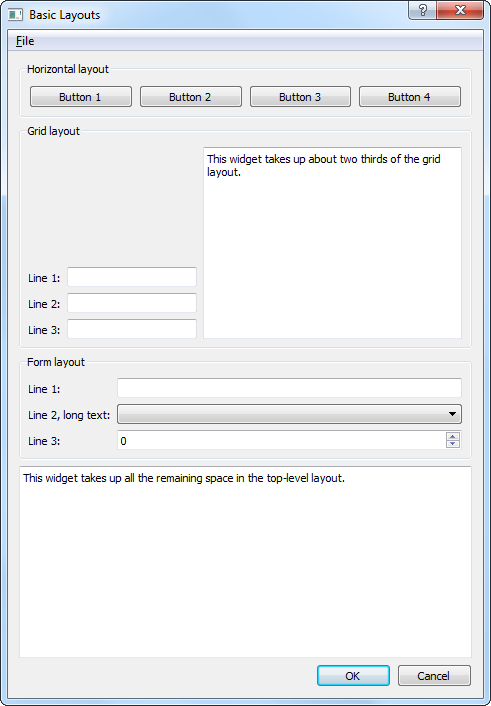 Basic Layouts
File
Horizontal layout
Button 1 Button 2 Button 3 Button 4
Grid layout
This widget takes up about two thirds of the grid
layout.
Line 1:
Line 2:
Line 3:
Form layout
Line 1:
Line 2, long text:
Line 3: 0
This widget takes up all the remaining space in the top-level layout.
OK Cancel